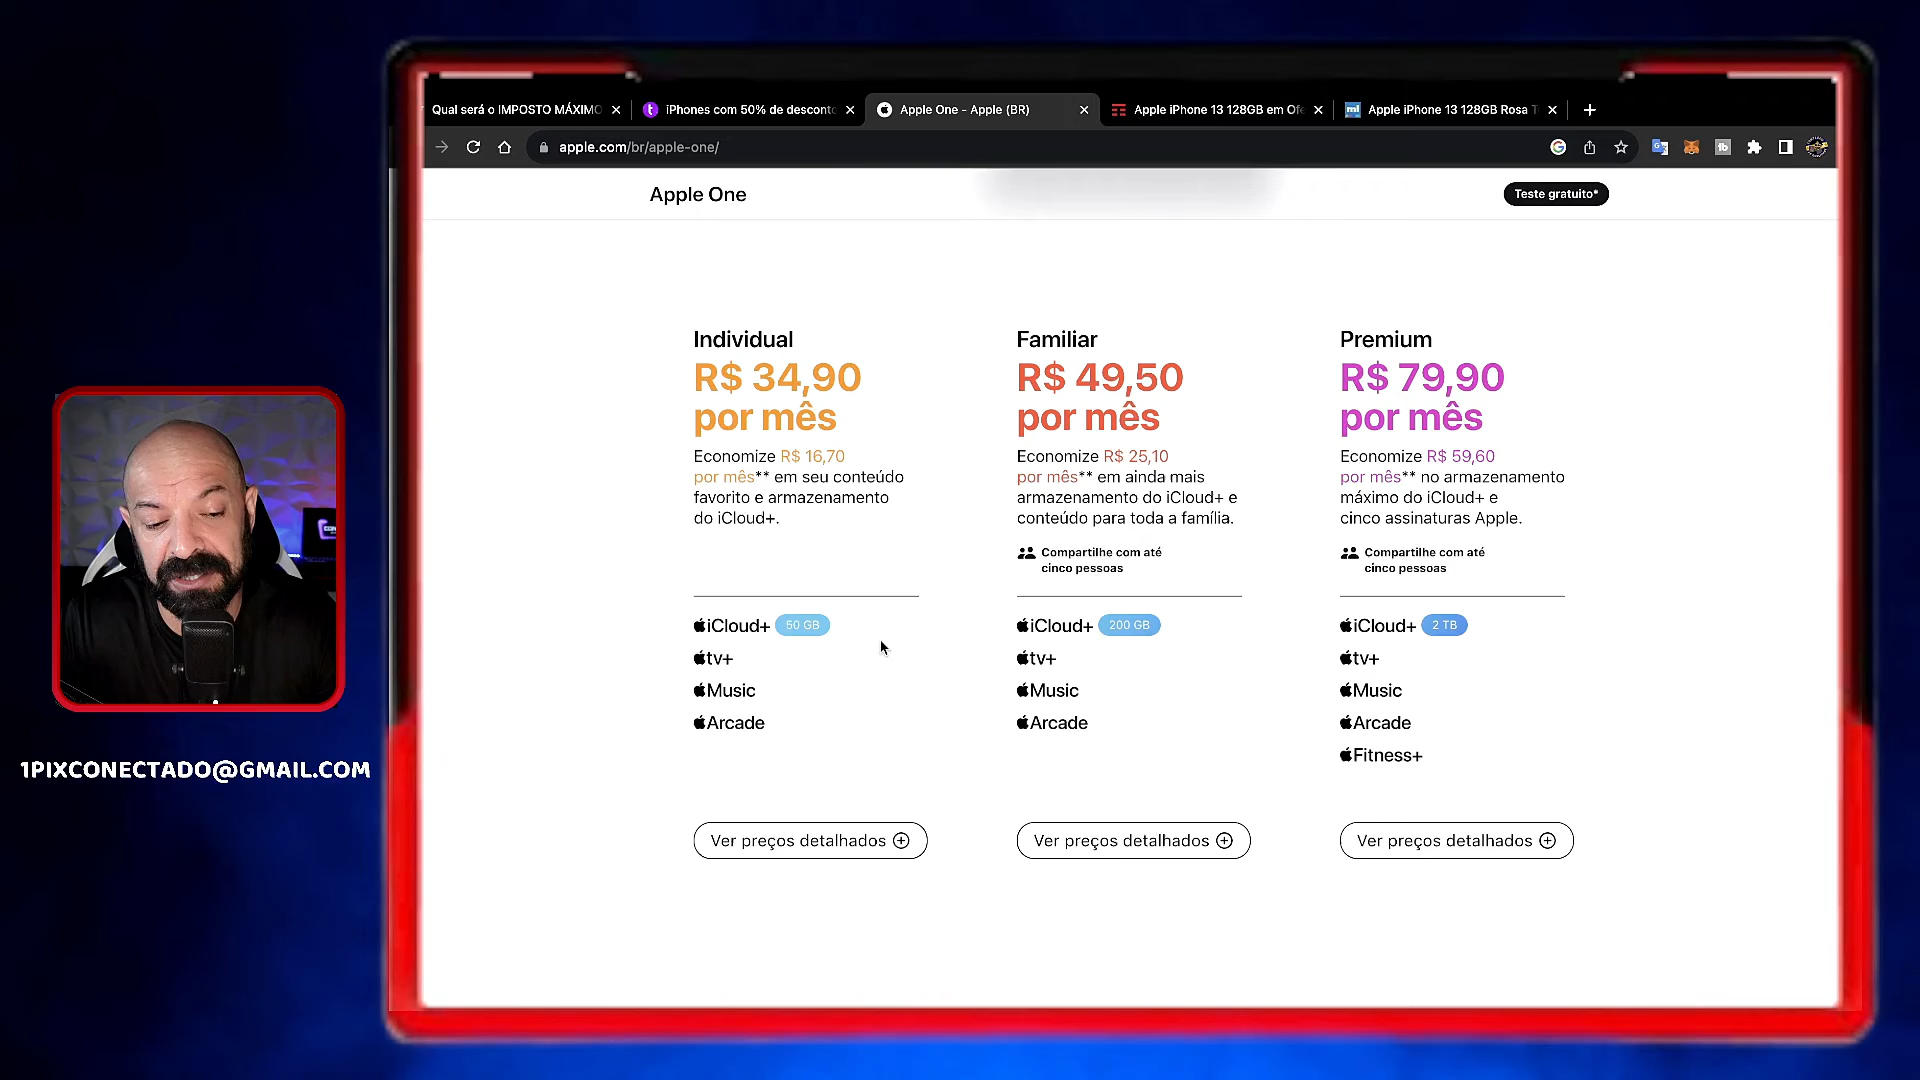 Qual será o IMPOSTO MÁXIMO
iPhones com 50% de desconto
Apple One - Apple (BR)
Apple iPhone 13 128GB em Ofe
Apple iPhone 13 128GB Rosa T
apple.com/br/apple-one/
Apple One
Teste gratuito*
Individual
R$ 34,90
por mês
Economize R$ 16,70
por mês** em seu conteúdo
favorito e armazenamento
do iCloud+.
iCloud+ 50 GB
tv+
Music
Arcade
Ver preços detalhados
Familiar
R$ 49,50
por mês
Economize R$ 25,10
por mês** em ainda mais
armazenamento do iCloud+ e
conteúdo para toda a família.
Compartilhe com até
cinco pessoas
iCloud+ 200 GB
tv+
Music
Arcade
Ver preços detalhados
Premium
R$ 79,90
por mês
Economize R$ 59,60
por mês** no armazenamento
máximo do iCloud+ e
cinco assinaturas Apple.
Compartilhe com até
cinco pessoas
iCloud+ 2 TB
tv+
Music
Arcade
Fitness+
Ver preços detalhados
1PIXCONECTADO@GMAIL.COM